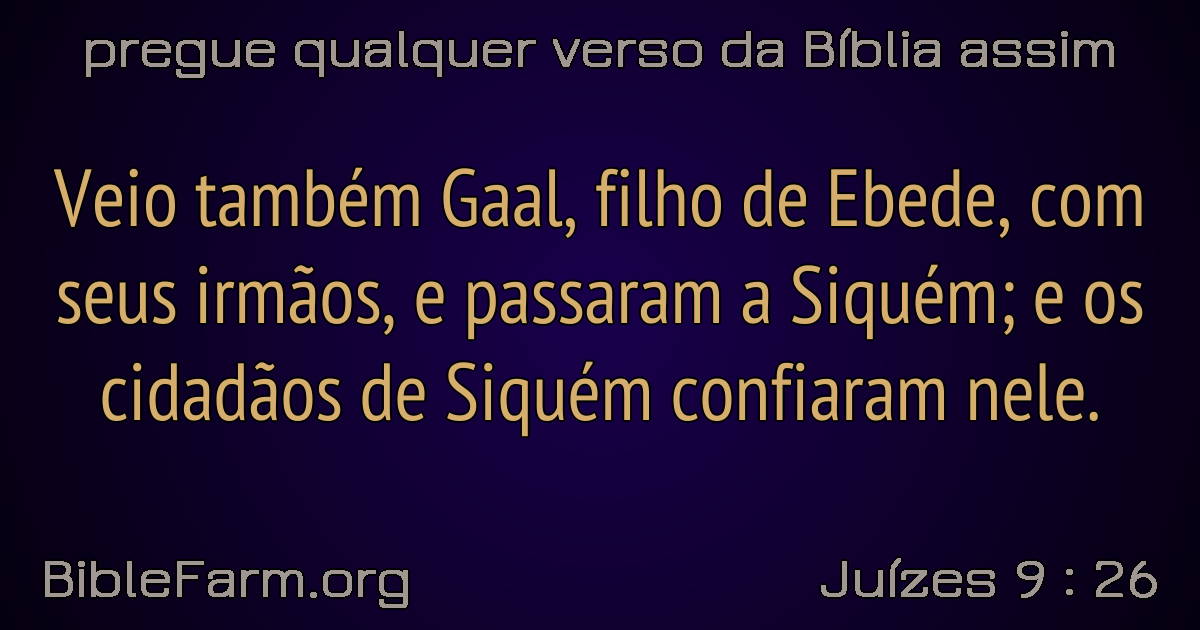 pregue qualquer verso da Bíblia assim
Veio também Gaal, filho de Ebede, com
seus irmãos, e passaram a Siquém; e os
cidadãos de Siquém confiaram nele.
BibleFarm.org
Juízes 9 : 26